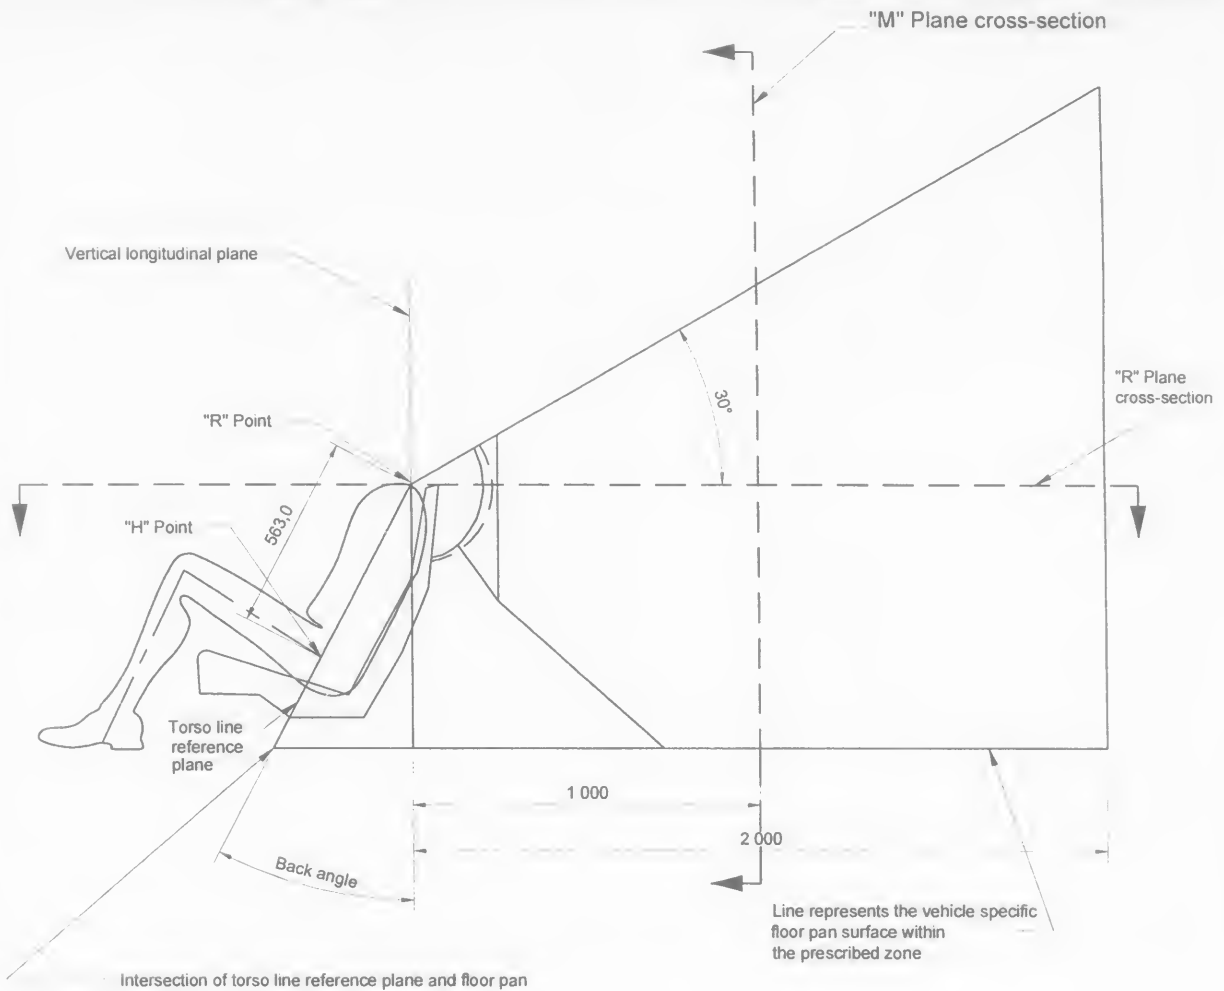 "M" Plane cross-section
Vertical longitudinal plane
"R" Plane
cross-section
30°
"R" Point
563,0
"H" Point
Torso line
reference
plane
1 000
2 000
Back angle
Line represents the vehicle specific
floor pan surface within
the prescribed zone
Intersection of torso line reference plane and floor pan